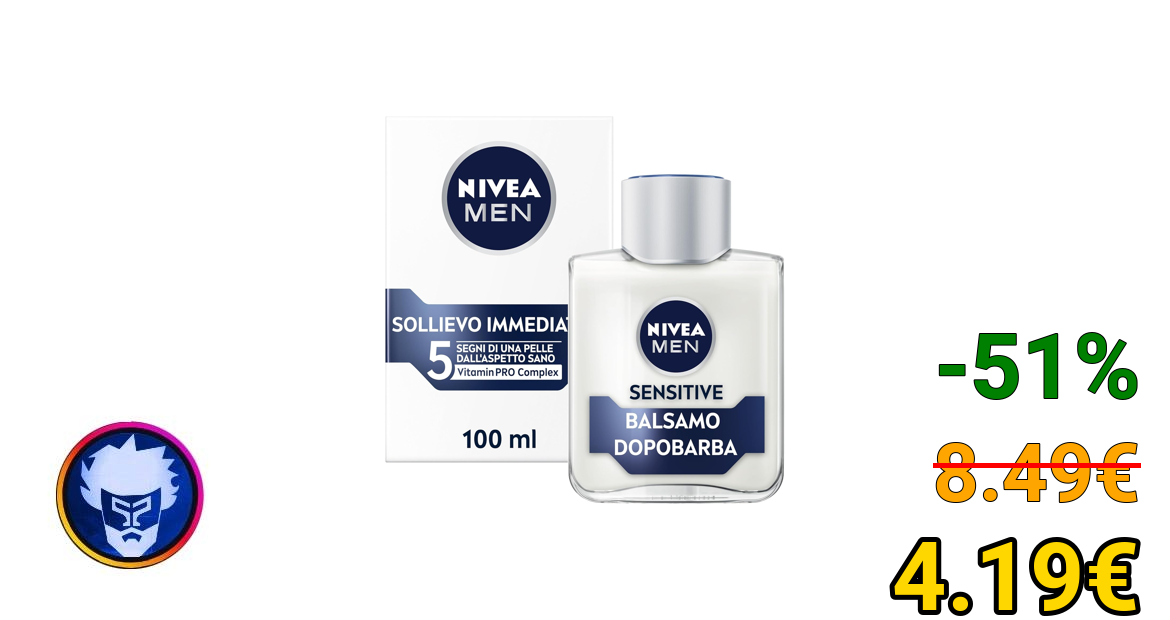 NIVEA
MEN
SOLLIEVO IMMEDIA
5 SEGNI DI UNA PELLE
DALL'ASPETTO SANO
Vitamin PRO Complex
100 ml
NIVEA
MEN
SENSITIVE
BALSAMO
DOPOBARBA
-51%
8.49€
4.19€